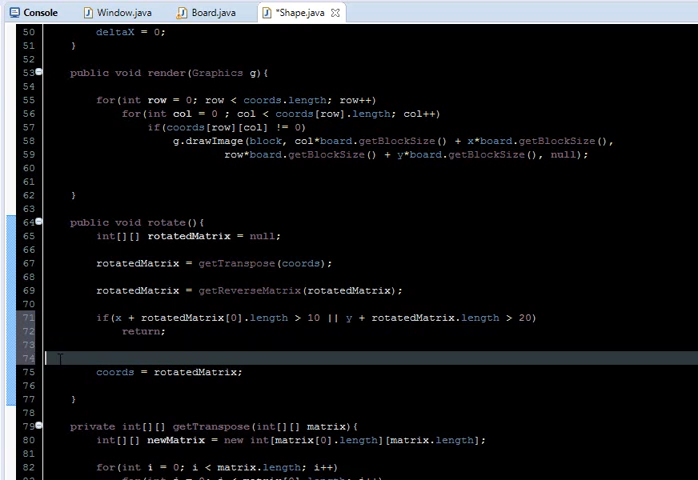 Console Window.java Board.java *Shape.java
50 deltaX = 0;
51 }
52
53 public void render(Graphics g){
54
55 for(int row = 0; row < coords.length; row++)
56 for(int col = 0 ; col < coords[row].length; col++)
57 if(coords[row][col] != 0)
58 g.drawImage(block, col*board.getBlockSize() + x*board.getBlockSize(),
59 row*board.getBlockSize() + y*board.getBlockSize(), null);
60
61
62 }
63
64 public void rotate(){
65 int[][] rotatedMatrix = null;
66
67 rotatedMatrix = getTranspose(coords);
68
69 rotatedMatrix = getReverseMatrix(rotatedMatrix);
70
71 if(x + rotatedMatrix[0].length > 10 || y + rotatedMatrix.length > 20)
72 return;
73
74
75 coords = rotatedMatrix;
76
77 }
78
79 private int[][] getTranspose(int[][] matrix){
80 int[][] newMatrix = new int[matrix[0].length][matrix.length];
81
82 for(int i = 0; i < matrix.length; i++)